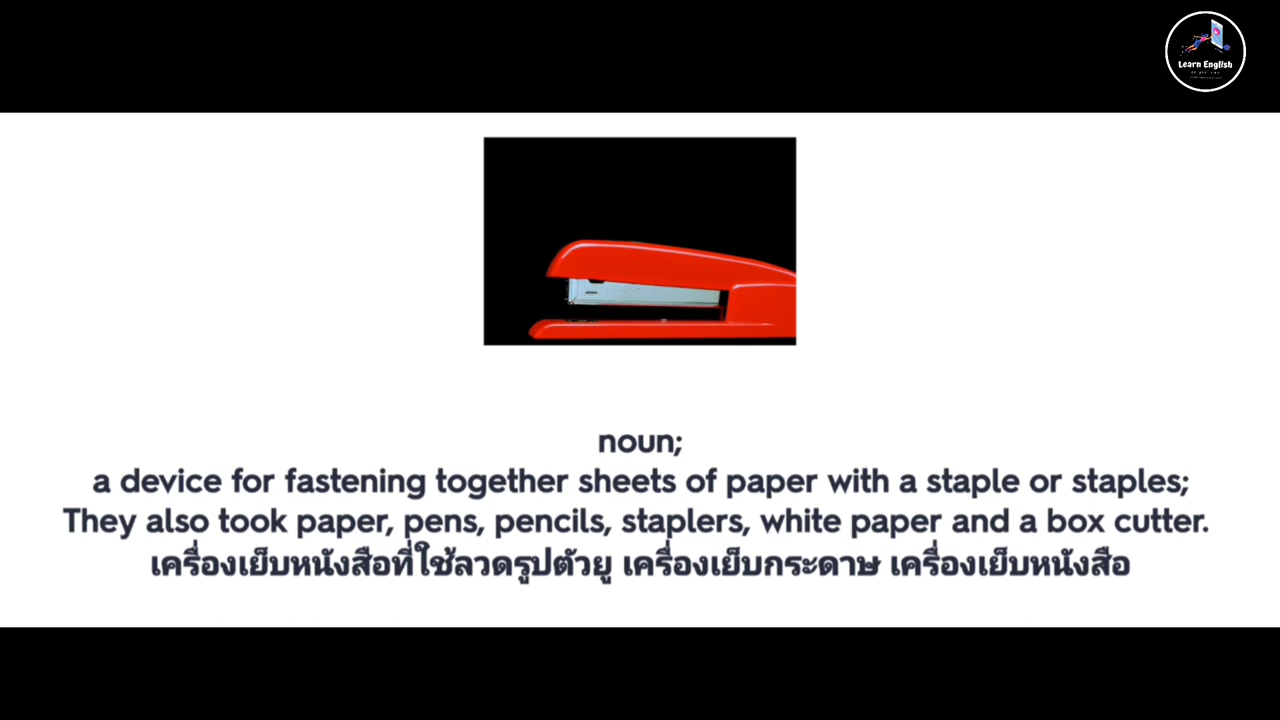 Learn English
noun;
a device for fastening together sheets of paper with a staple or staples;
They also took paper, pens, pencils, staplers, white paper and a box cutter.
เครื่องเย็บหนังสือที่ใช้ลวดรูปตัวยู เครื่องเย็บกระดาษ เครื่องเย็บหนังสือ